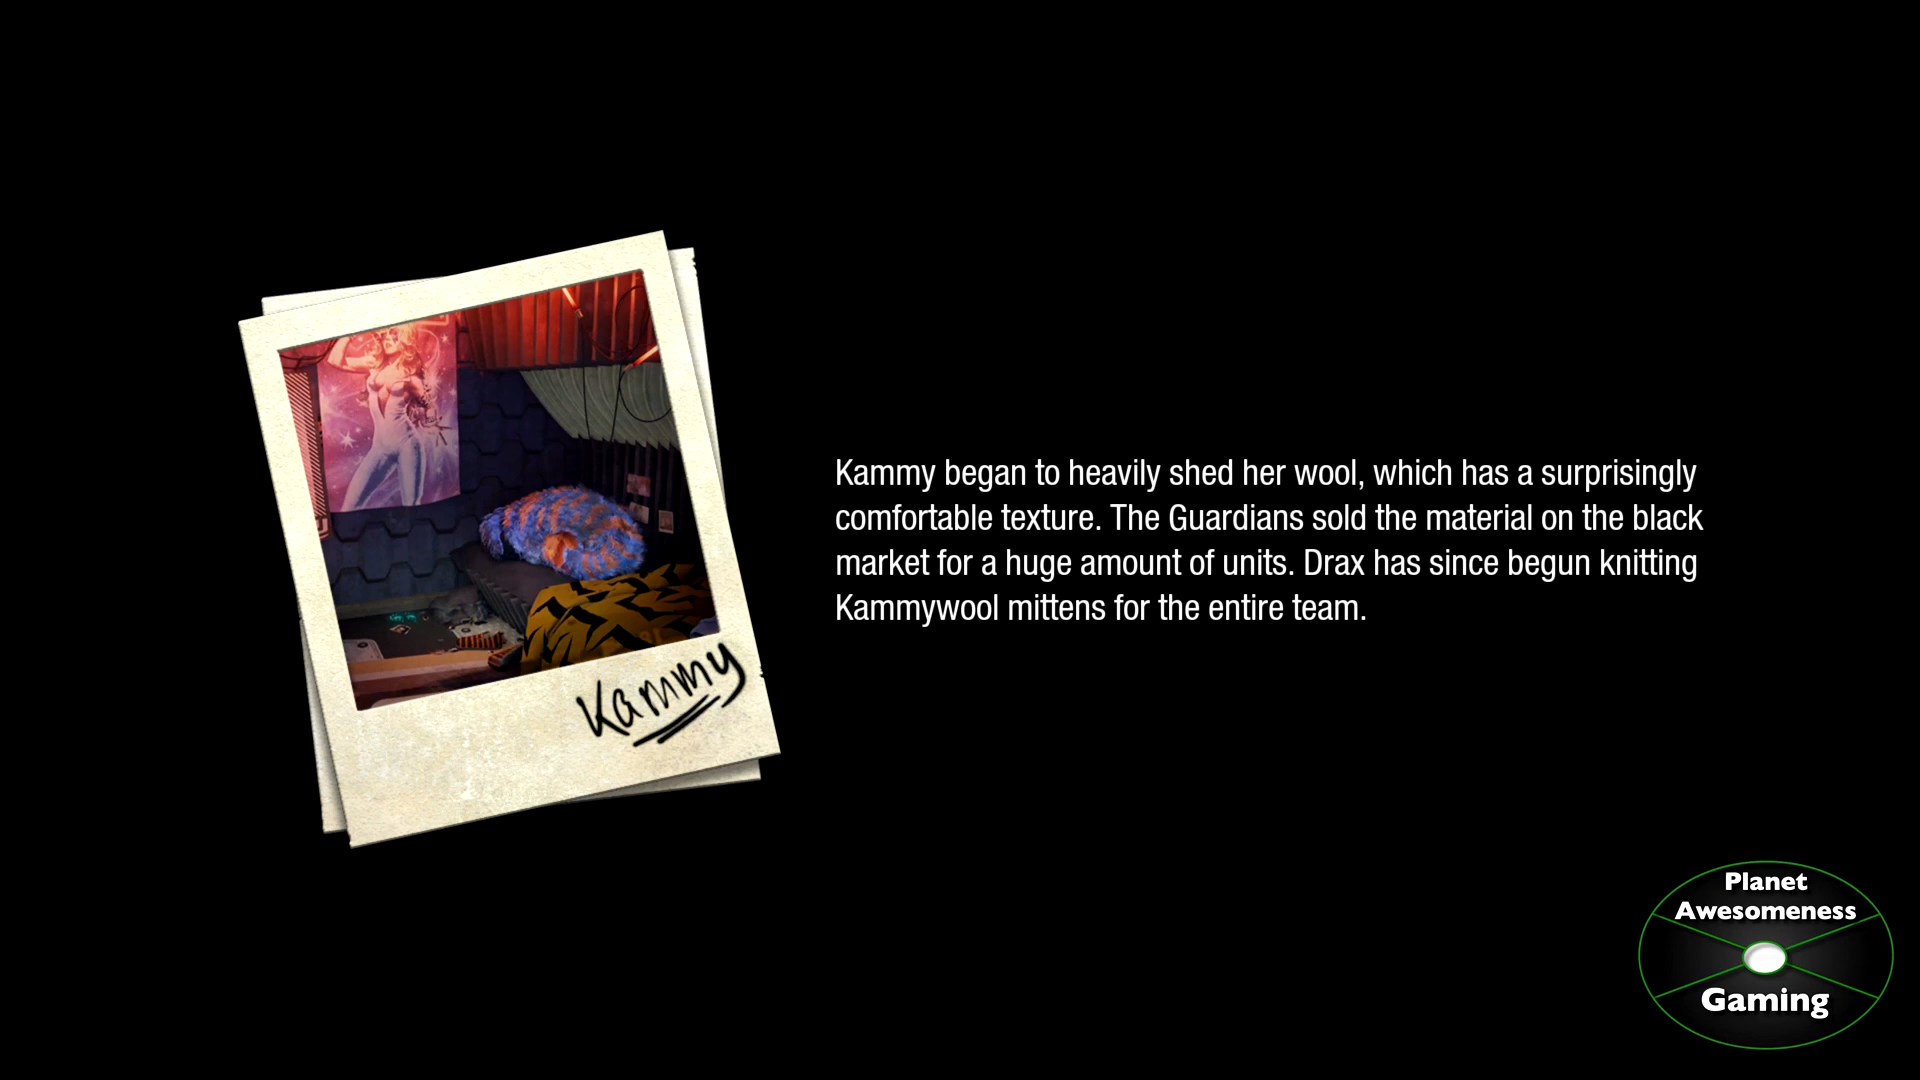 Kammy began to heavily shed her wool, which has a surprisingly
comfortable texture. The Guardians sold the material on the black
market for a huge amount of units. Drax has since begun knitting
Kammywool mittens for the entire team.
Kammy
Planet
Awesomeness
Gaming